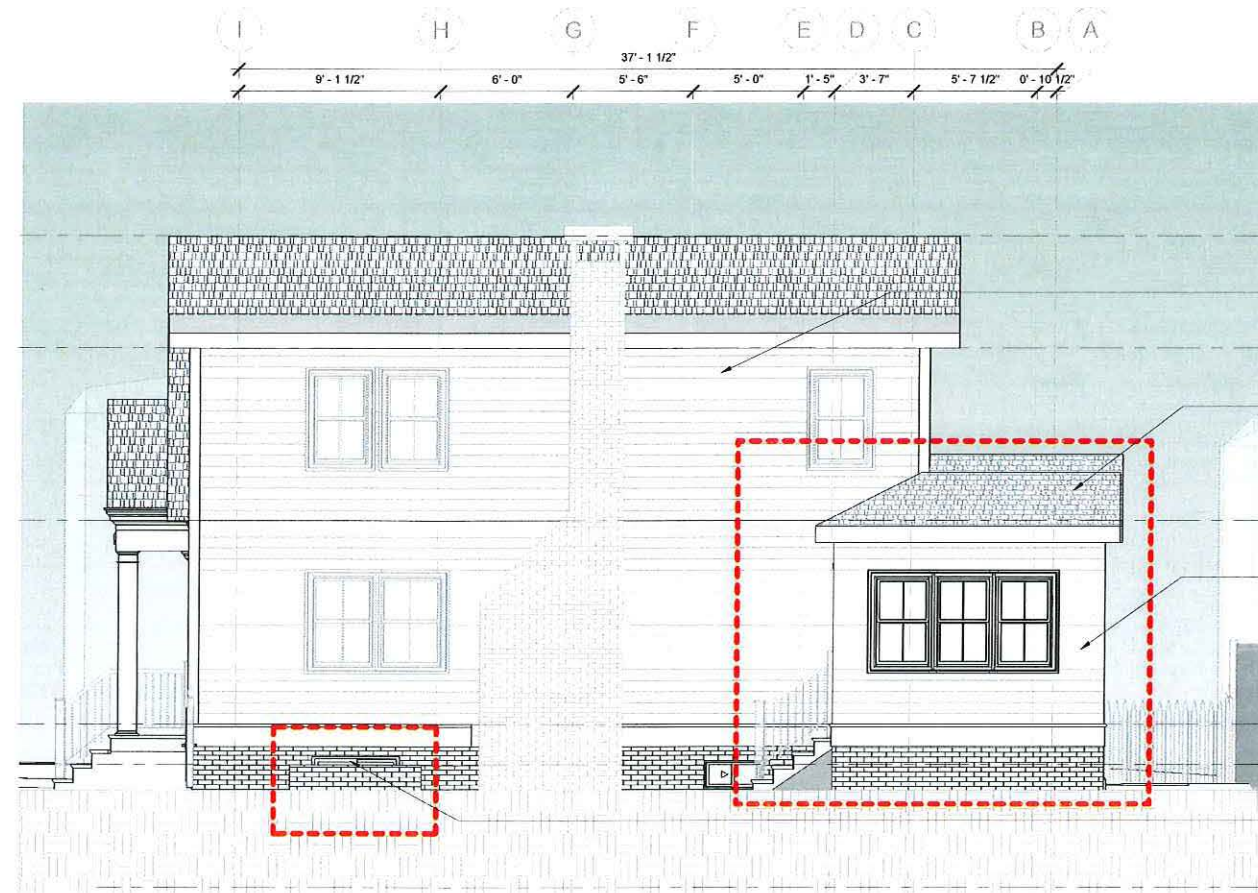 I H G F E D C B A
37' - 1 1/2"
9' - 1 1/2" 6' - 0" 5' - 6" 5' - 0" 1' - 5" 3' - 7" 5' - 7 1/2" 0' - 10 1/2"